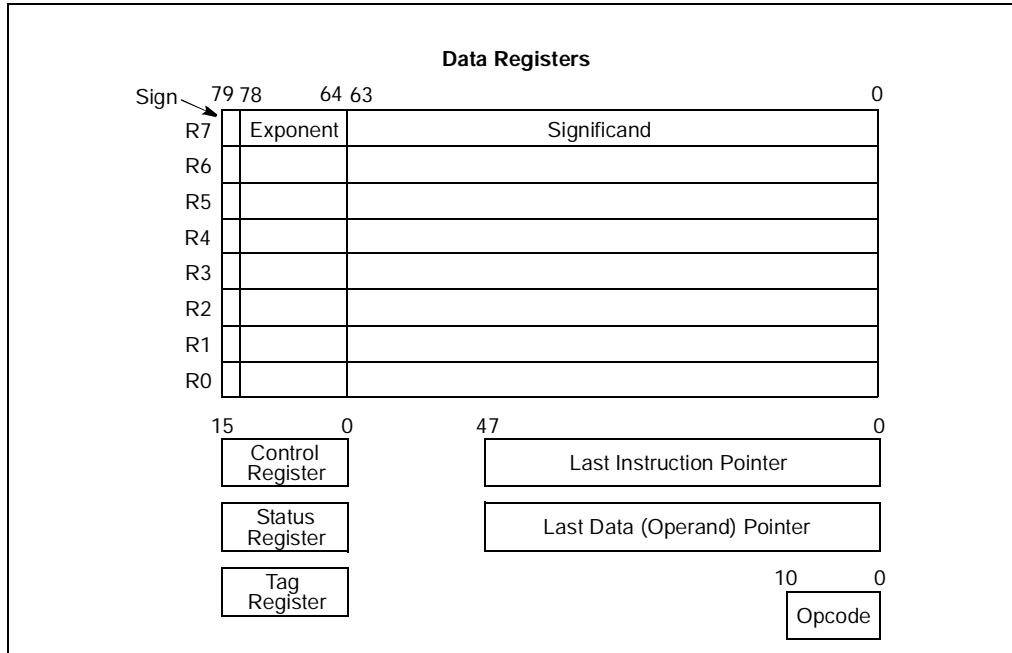 Data Registers
Sign 79 78 64 63 0
R7 Exponent Significand
R6
R5
R4
R3
R2
R1
R0
15 0 47 0
Control
Register
Last Instruction Pointer
Status
Register
Last Data (Operand) Pointer
Tag
Register
10 0
Opcode